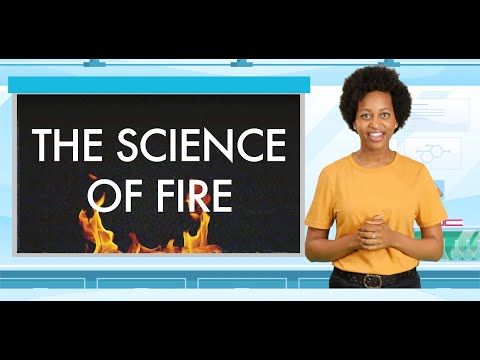 THE SCIENCE
OF FIRE